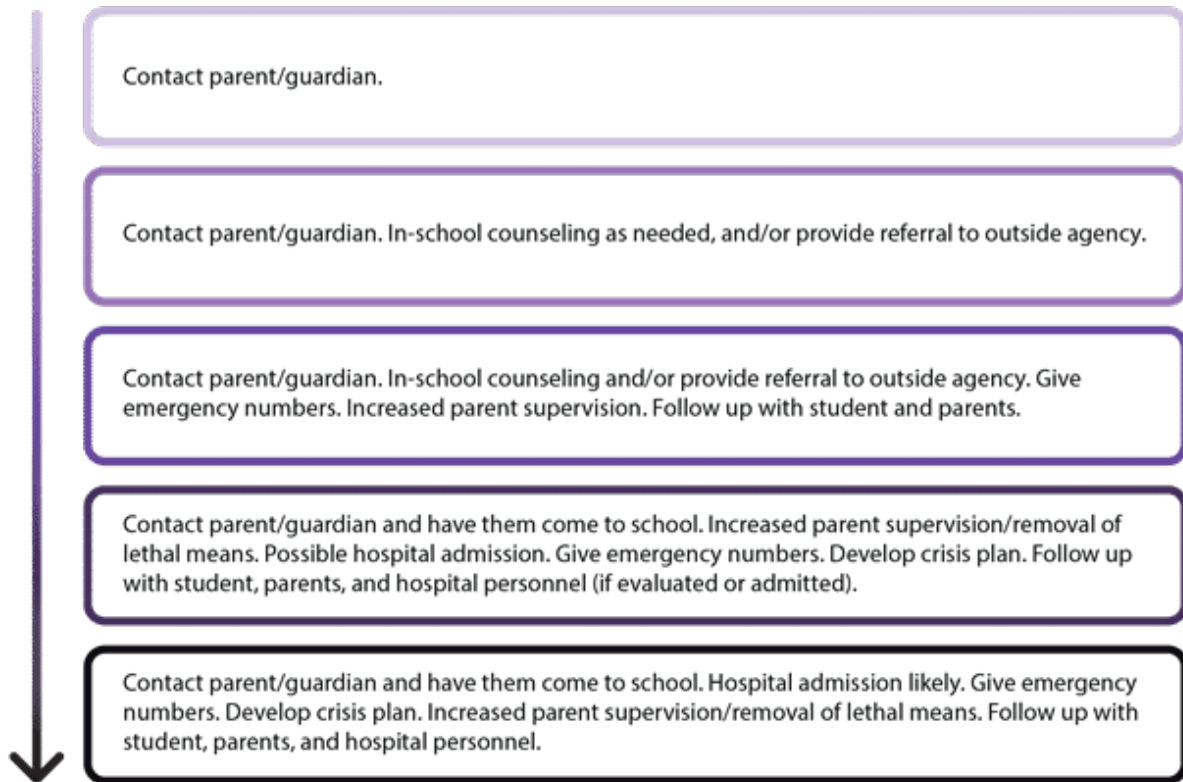 Contact parent/guardian.
Contact parent/guardian. In-school counseling as needed, and/or provide referral to outside agency.
Contact parent/guardian. In-school counseling and/or provide referral to outside agency. Give
emergency numbers. Increased parent supervision. Follow up with student and parents.
Contact parent/guardian and have them come to school. Increased parent supervision/removal of
lethal means. Possible hospital admission. Give emergency numbers. Develop crisis plan. Follow up
with student, parents, and hospital personnel (if evaluated or admitted).
Contact parent/guardian and have them come to school. Hospital admission likely. Give emergency
numbers. Develop crisis plan. Increased parent supervision/removal of lethal means. Follow up with
student, parents, and hospital personnel.